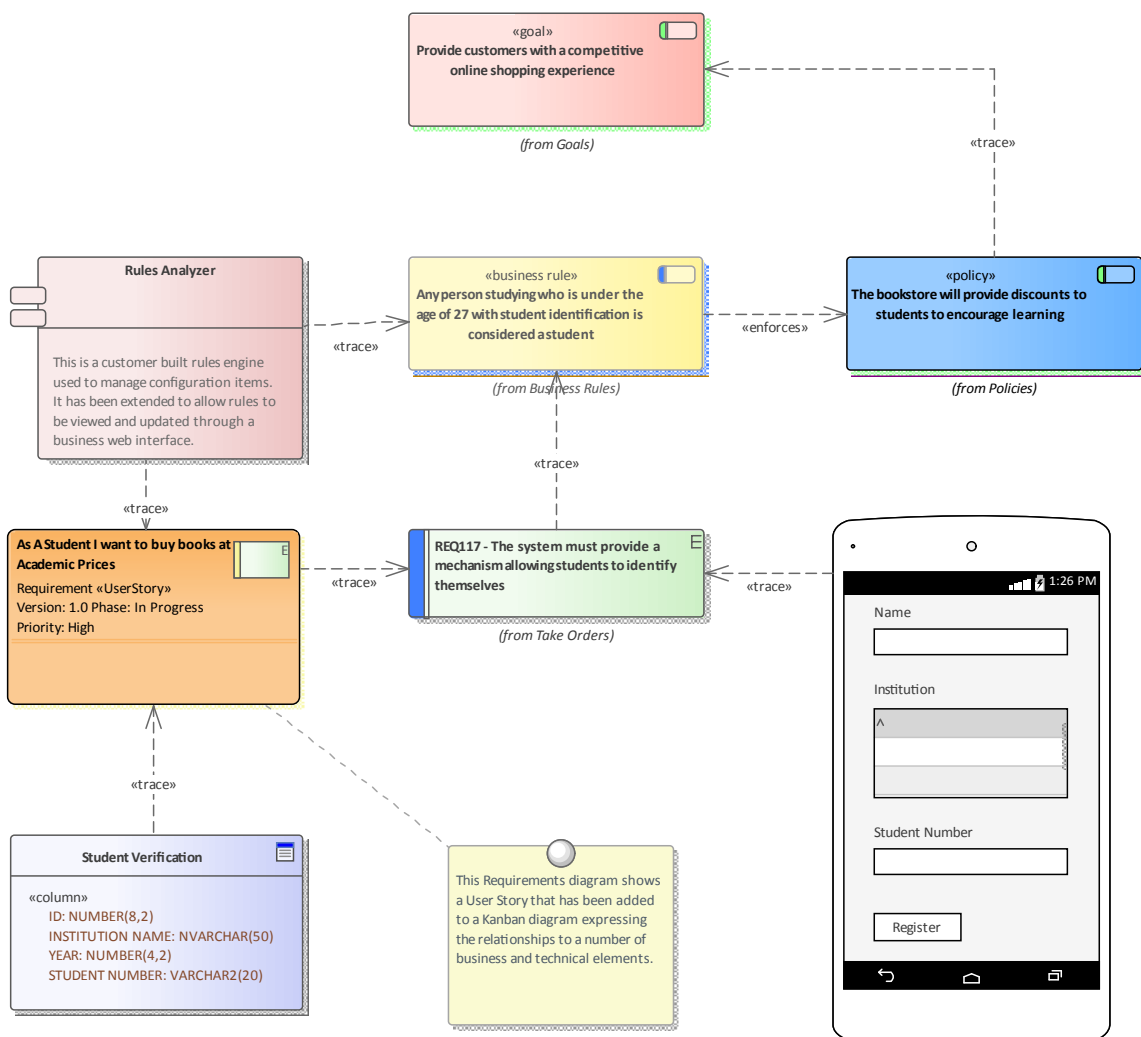 «goal»
Provide customers with a competitive
online shopping experience
(from Goals)
«trace»
Rules Analyzer
This is a customer built rules engine
used to manage configuration items.
It has been extended to allow rules to
be viewed and updated through a
business web interface.
«trace»
«business rule»
Any person studying who is under the
age of 27 with student identification is
considered a student
(from Business Rules)
«enforces»
«policy»
The bookstore will provide discounts to
students to encourage learning
(from Policies)
«trace»
«trace»
As A Student I want to buy books at
Academic Prices
E
Requirement «UserStory»
Version: 1.0 Phase: In Progress
Priority: High
«trace»
REQ117 - The system must provide a
mechanism allowing students to identify
themselves
E
(from Take Orders)
«trace»
1:26 PM
Name
Institution
^
Student Number
Register
«trace»
Student Verification
«column»
ID: NUMBER(8,2)
INSTITUTION NAME: NVARCHAR(50)
YEAR: NUMBER(4,2)
STUDENT NUMBER: VARCHAR2(20)
This Requirements diagram shows
a User Story that has been added
to a Kanban diagram expressing
the relationships to a number of
business and technical elements.